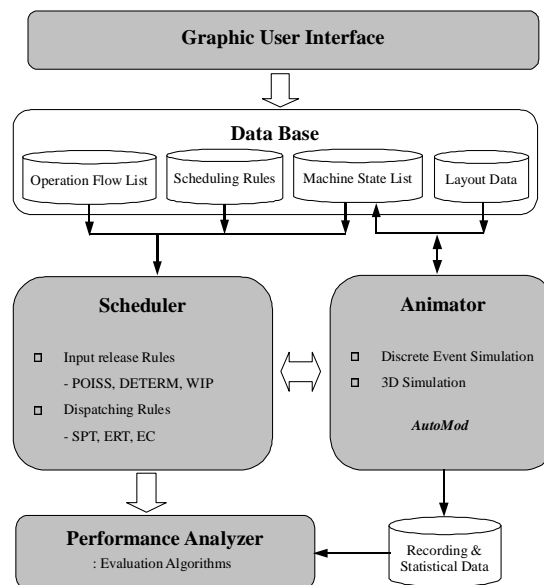 Graphic User Interface
Data Base
Operation Flow List
Scheduling Rules
Machine State List
Layout Data
Scheduler
Input release Rules
- POISS, DETERM, WIP
Dispatching Rules
- SPT, ERT, EC
Animator
Discrete Event Simulation
3D Simulation
AutoMod
Performance Analyzer
: Evaluation Algorithms
Recording &
Statistical Data